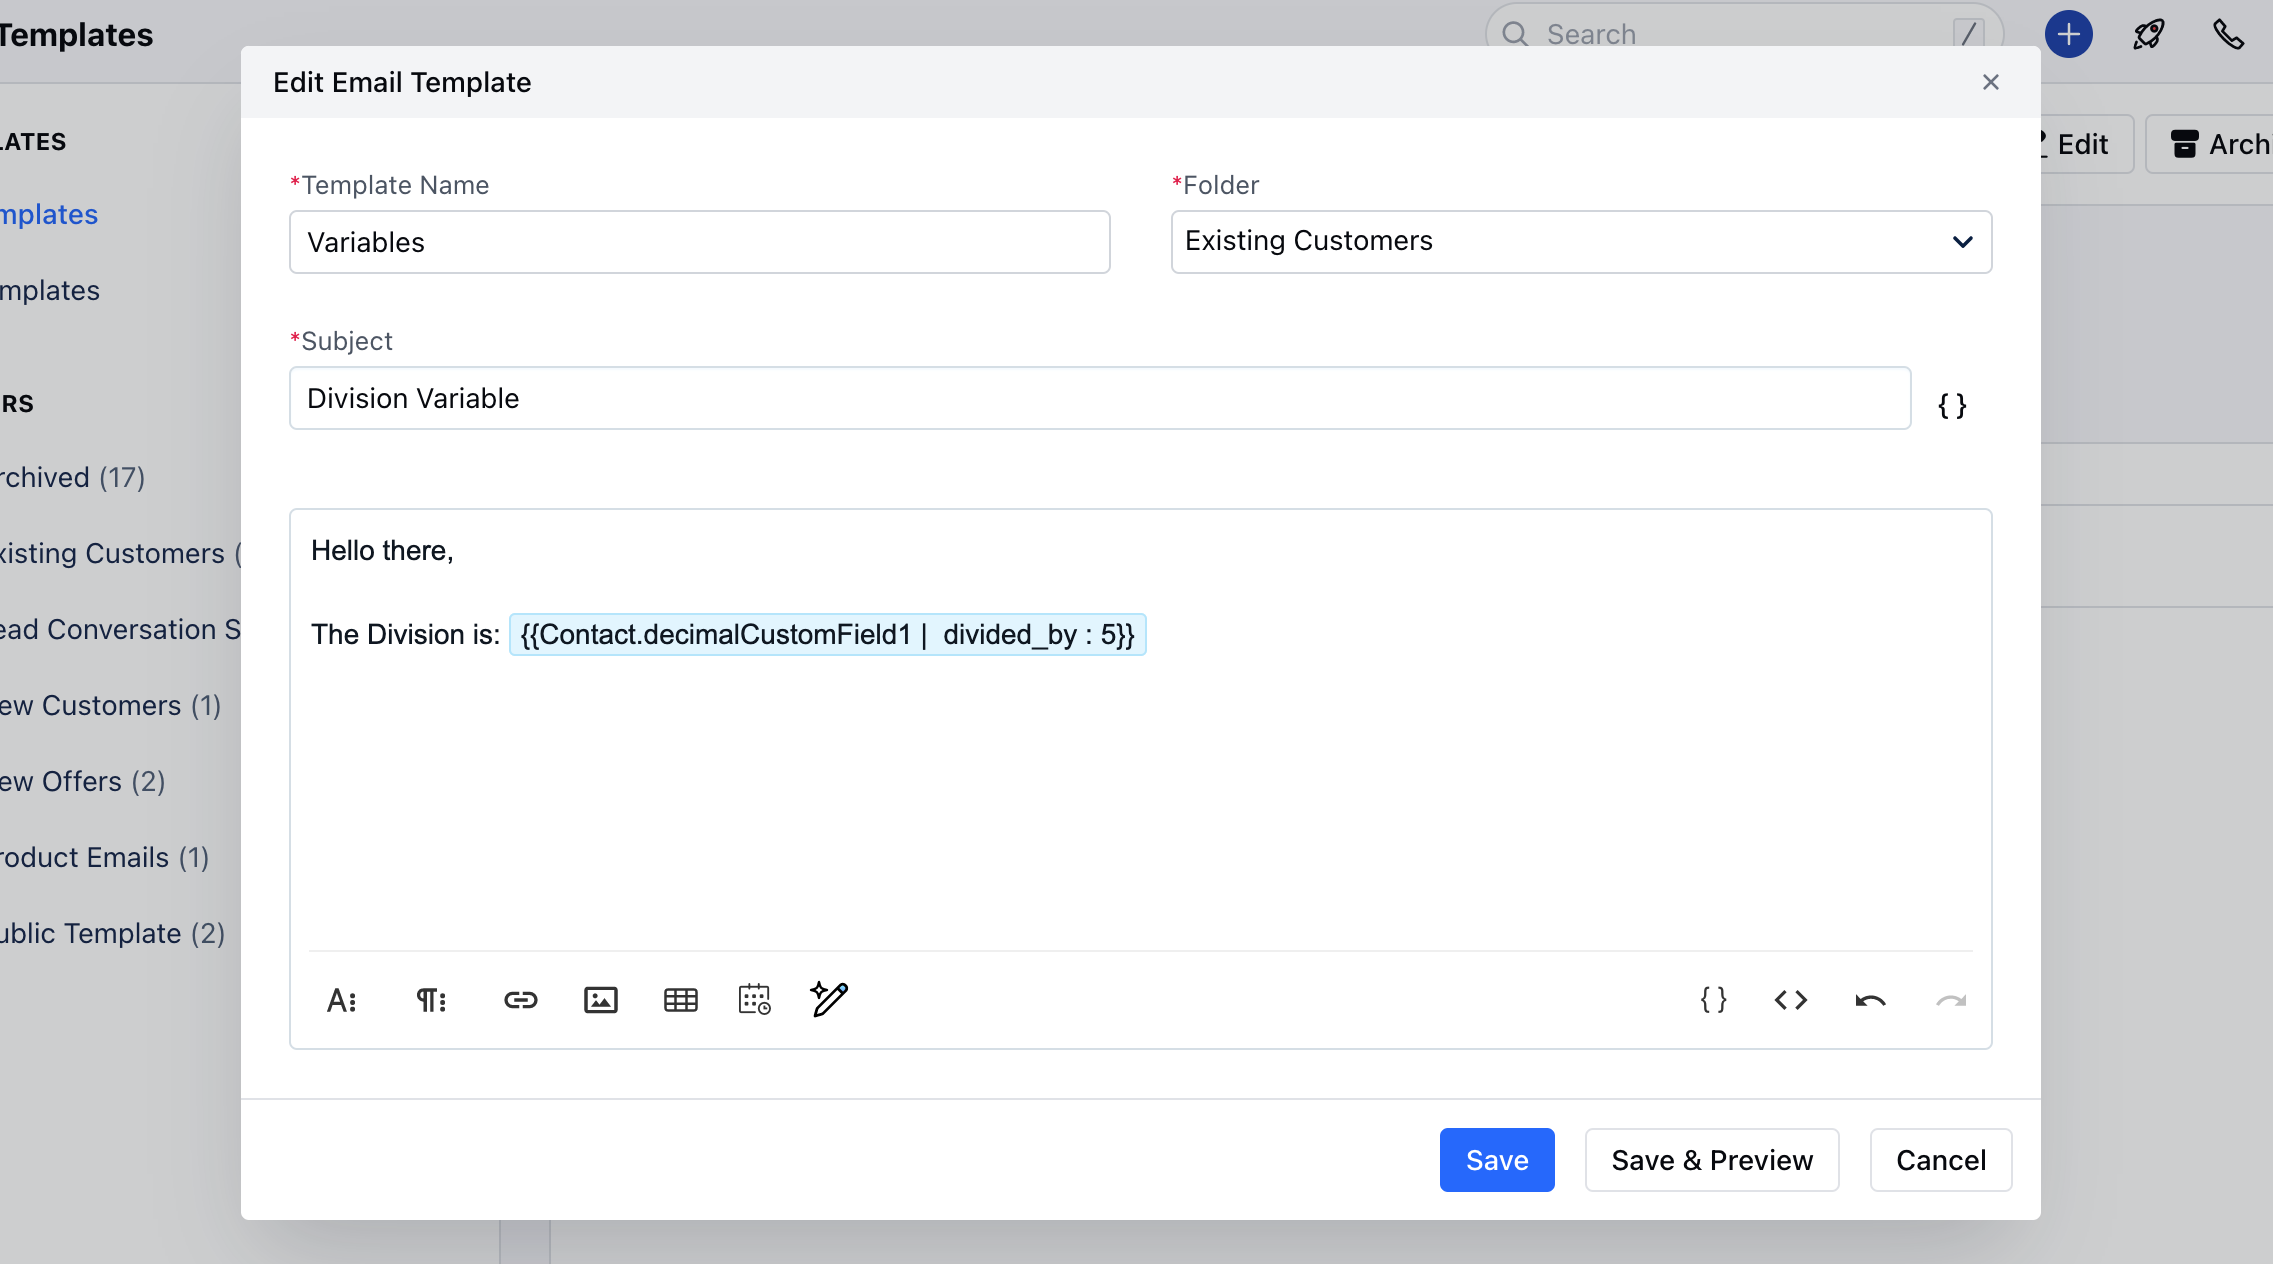 Templates
Search /
Edit Email Template
LATES
Edit
Archi
*Template Name
*Folder
mplates
Variables
Existing Customers
mplates
*Subject
Division Variable
{ }
RS
rchived (17)
Hello there,
xisting Customers (
ead Conversation S
The Division is: {{Contact.decimalCustomField1 | divided_by : 5}}
ew Customers (1)
ew Offers (2)
roduct Emails (1)
ublic Template (2)
Save
Save & Preview
Cancel